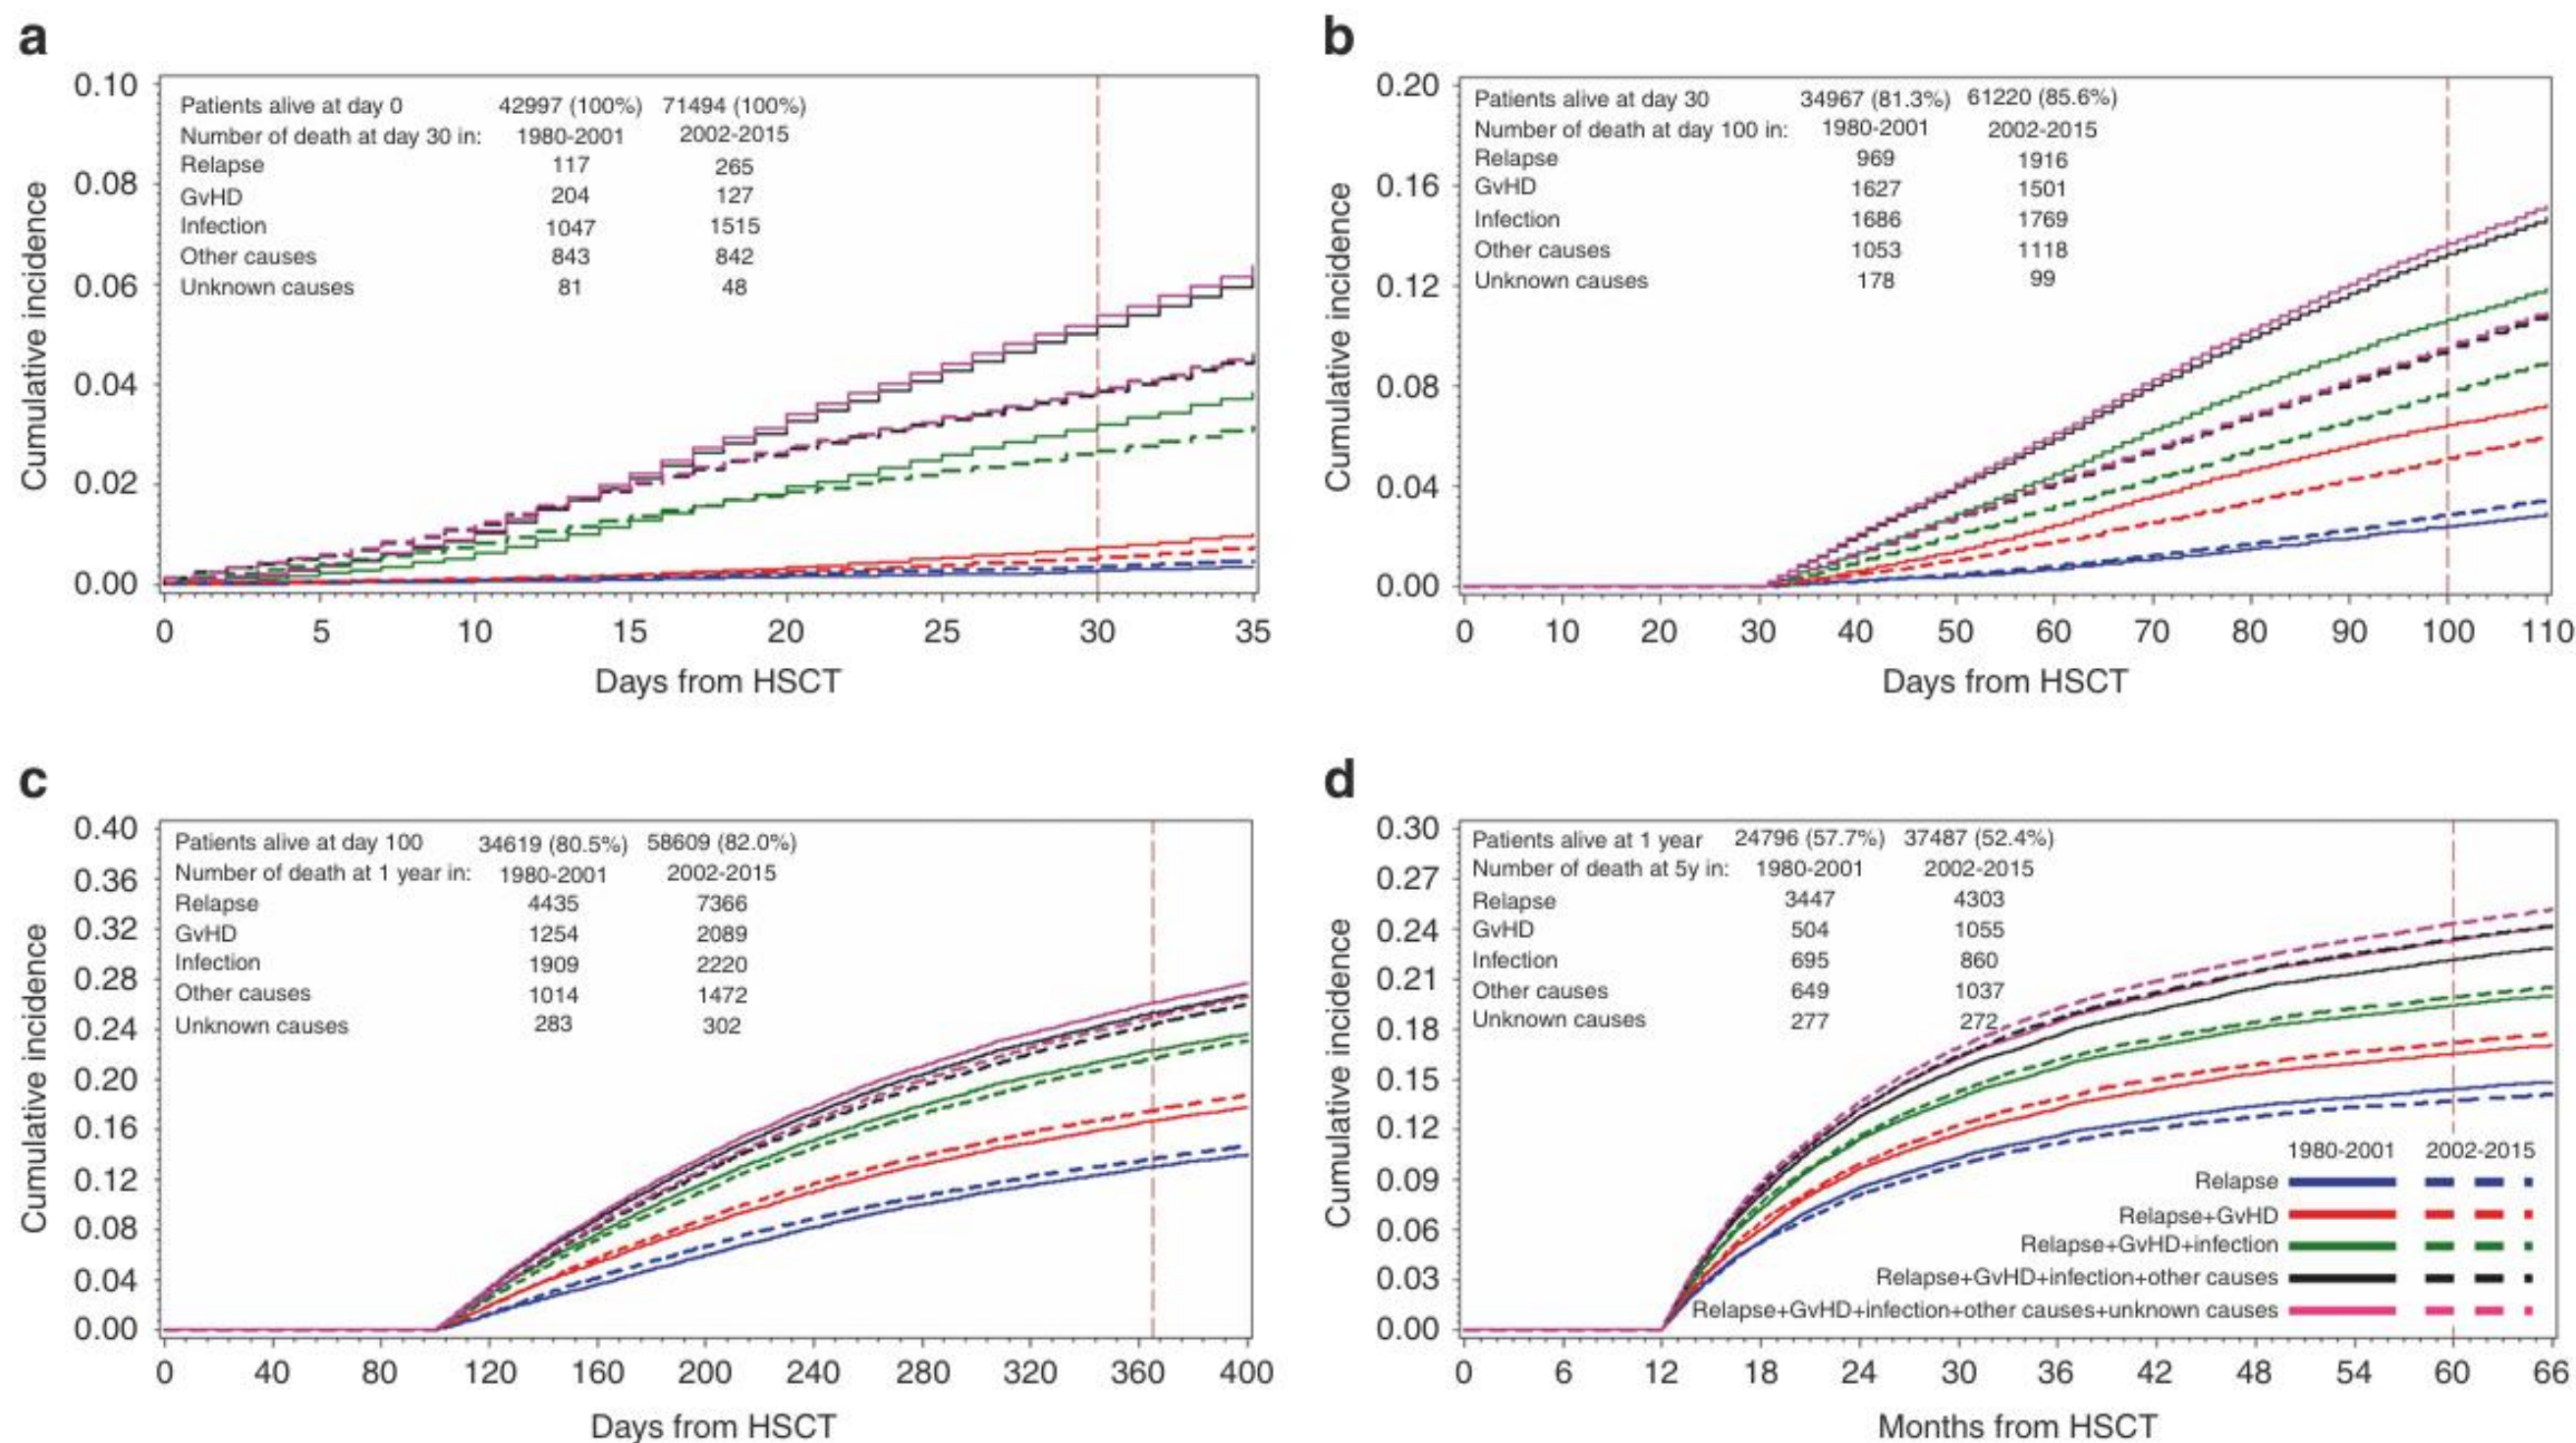 a
Cumulative incidence
0.10
0.08
0.06
0.04
0.02
0.00
Patients alive at day 0 42997 (100%) 71494 (100%)
Number of death at day 30 in: 1980-2001 2002-2015
Relapse 117 265
GvHD 204 127
Infection 1047 1515
Other causes 843 842
Unknown causes 81 48
0 5 10 15 20 25 30 35
Days from HSCT
b
Cumulative incidence
0.20
0.16
0.12
0.08
0.04
0.00
Patients alive at day 30 34967 (81.3%) 61220 (85.6%)
Number of death at day 100 in: 1980-2001 2002-2015
Relapse 969 1916
GvHD 1627 1501
Infection 1686 1769
Other causes 1053 1118
Unknown causes 178 99
0 10 20 30 40 50 60 70 80 90 100 110
Days from HSCT
c
Cumulative incidence
0.40
0.36
0.32
0.28
0.24
0.20
0.16
0.12
0.08
0.04
0.00
Patients alive at day 100 34619 (80.5%) 58609 (82.0%)
Number of death at 1 year in: 1980-2001 2002-2015
Relapse 4435 7366
GvHD 1254 2089
Infection 1909 2220
Other causes 1014 1472
Unknown causes 283 302
0 40 80 120 160 200 240 280 320 360 400
Days from HSCT
d
Cumulative incidence
0.30
0.27
0.24
0.21
0.18
0.15
0.12
0.09
0.06
0.03
0.00
Patients alive at 1 year 24796 (57.7%) 37487 (52.4%)
Number of death at 5y in: 1980-2001 2002-2015
Relapse 3447 4303
GvHD 504 1055
Infection 695 860
Other causes 649 1037
Unknown causes 277 272
1980-2001 2002-2015
Relapse
Relapse+GvHD
Relapse+GvHD+infection
Relapse+GvHD+infection+other causes
Relapse+GvHD+infection+other causes+unknown causes
0 6 12 18 24 30 36 42 48 54 60 66
Months from HSCT